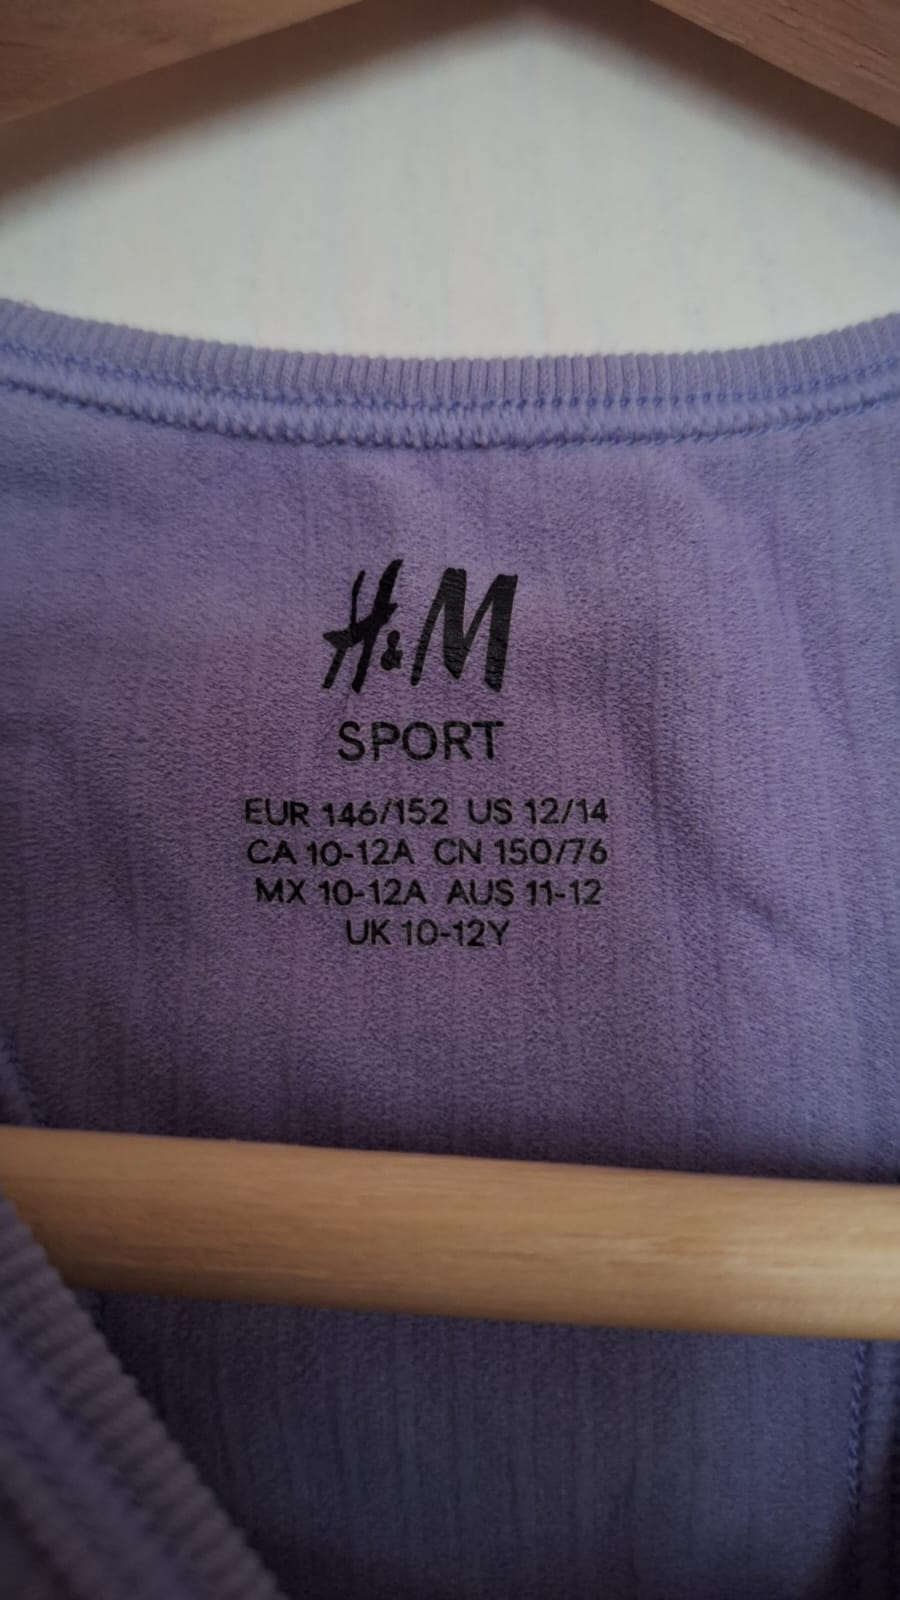 H&M
SPORT
EUR 146/152 US 12/14
CA 10-12A CN 150/76
MX 10-12A AUS 11-12
UK 10-12Y